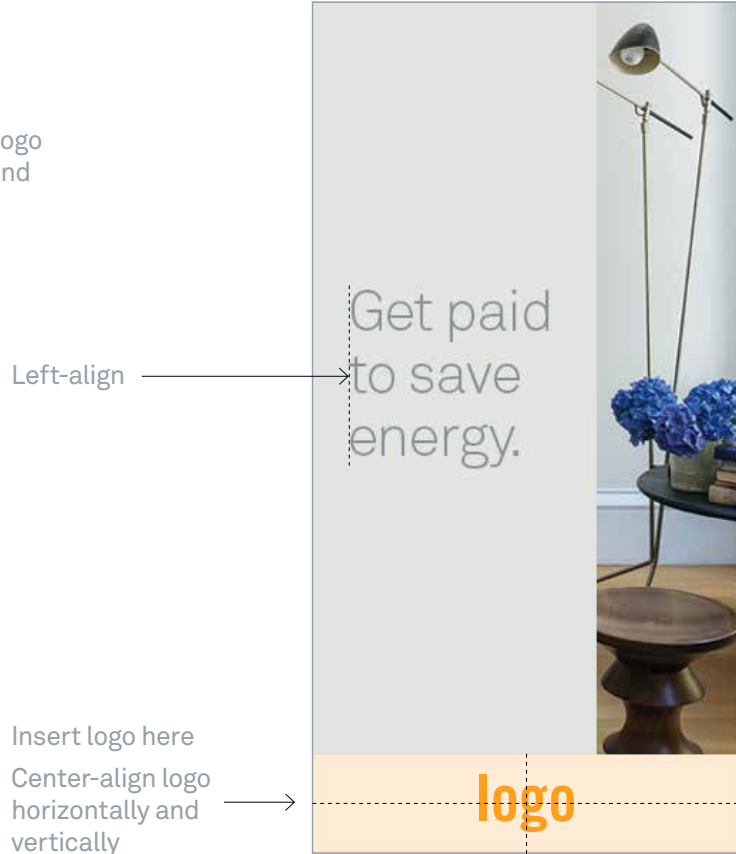 ogo
nd
Get paid
to save
energy.
Left-align
Insert logo here
Center-align logo
horizontally and
vertically
logo